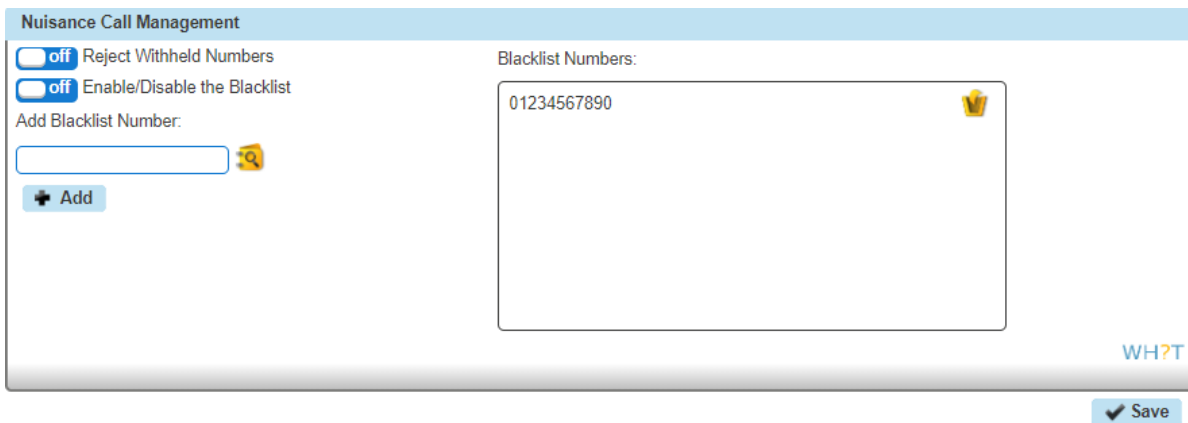 Nuisance Call Management
off Reject Withheld Numbers
off Enable/Disable the Blacklist
Add Blacklist Number:
Add
Blacklist Numbers:
01234567890
WH?T
Save